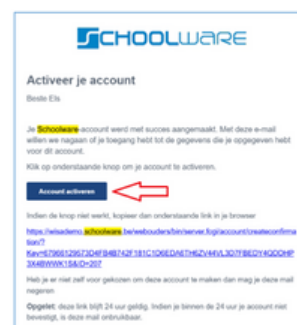 SCHOOLWARE
Activeer je account
Beste Els
Je Schoolware-account werd met succes aangemaakt. Met deze e-mail
willen we nagaan of je toegang hebt tot de gegevens die je opgegeven hebt
voor dit account.
Klik op onderstaande knop om je account te activeren.
Account activeren
Indien de knop niet werkt, kopieer dan onderstaande link in je browser
Heb je er niet zelf voor gekozen om deze account te maken dan mag je deze mail
negeren
Opgelet: deze link blijft 24 uur geldig. Indien je binnen de 24 uur je account niet
bevestigt, is deze mail onbruikbaar.